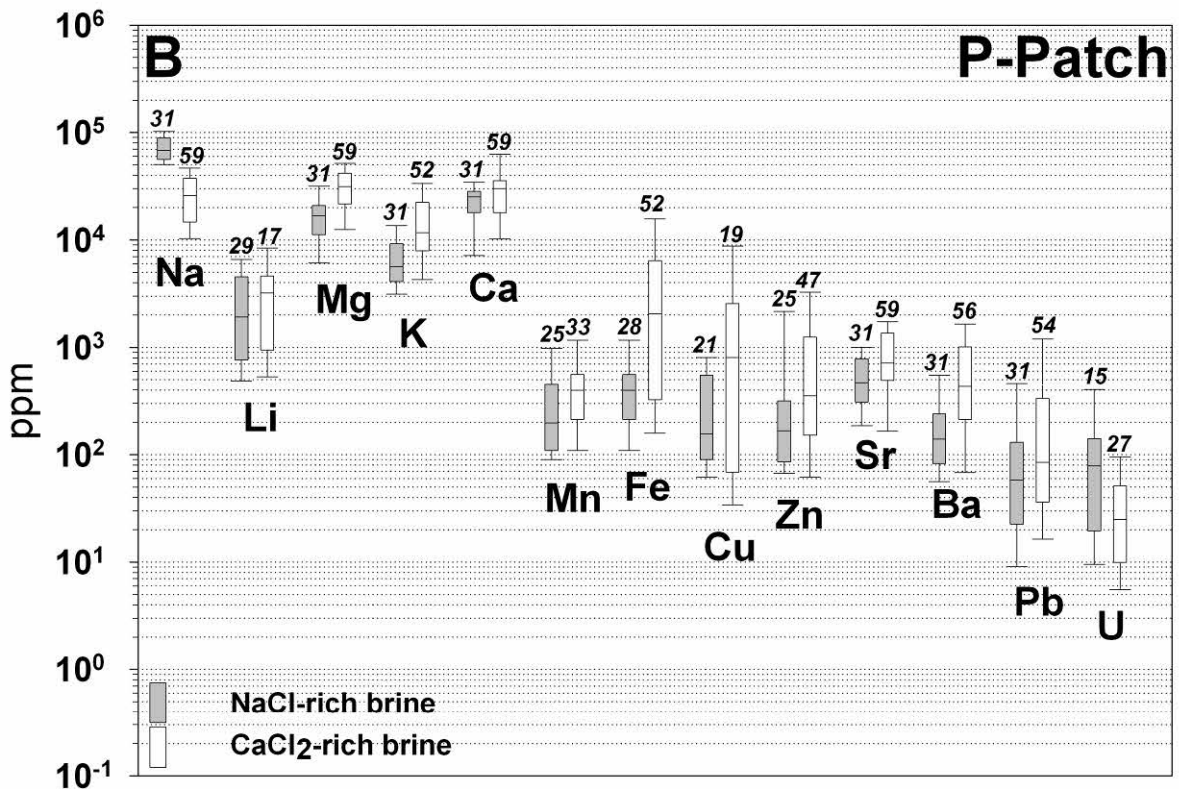 B P-Patch
10^6
10^5
10^4
10^3
10^2
10^1
10^0
10^-1
ppm
31 59
Na
29 17
Li
31 59
Mg
31 52
K
31 59
Ca
25 33
Mn
28 52
Fe
21 19
Cu
25 47
Zn
31 59
Sr
31 56
Ba
31 54
Pb
15 27
U
NaCl-rich brine
CaCl2-rich brine